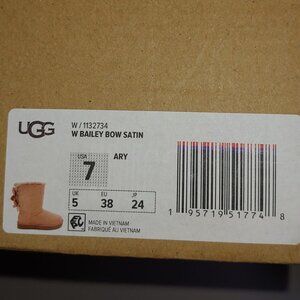 UGG
W / 1132734
W BAILEY BOW SATIN
USA
7
ARY
UK
5
EU
38
JP
24
MADE IN VIETNAM
FABRIQUÉ AU VIETNAM
1 95719 51774 8